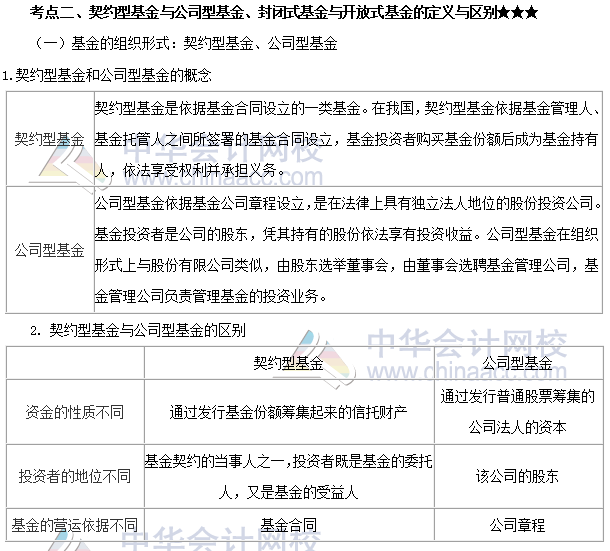 考点二、契约型基金与公司型基金、封闭式基金与开放式基金的定义与区别★★★
（一）基金的组织形式：契约型基金、公司型基金
1.契约型基金和公司型基金的概念
契约型基金
契约型基金是依据基金合同设立的一类基金。在我国，契约型基金依据基金管理人、
基金托管人之间所签署的基金合同设立，基金投资者购买基金份额后成为基金持有
人，依法享受权利并承担义务。
公司型基金
公司型基金依据基金公司章程设立，是在法律上具有独立法人地位的股份投资公司。
基金投资者是公司的股东，凭其持有的股份依法享有投资收益。公司型基金在组织
形式上与股份有限公司类似，由股东选举董事会，由董事会选聘基金管理公司，基
金管理公司负责管理基金的投资业务。
中华会计网校
www.chinaacc.com
2. 契约型基金与公司型基金的区别
契约型基金 公司型基金
资金的性质不同 通过发行基金份额筹集起来的信托财产 通过发行普通股票筹集的
公司法人的资本
投资者的地位不同 基金契约的当事人之一，投资者既是基金的委托
人，又是基金的受益人 该公司的股东
基金的营运依据不同 基金合同 公司章程
中华会计网校
www.chinaacc.com
中华会计网校